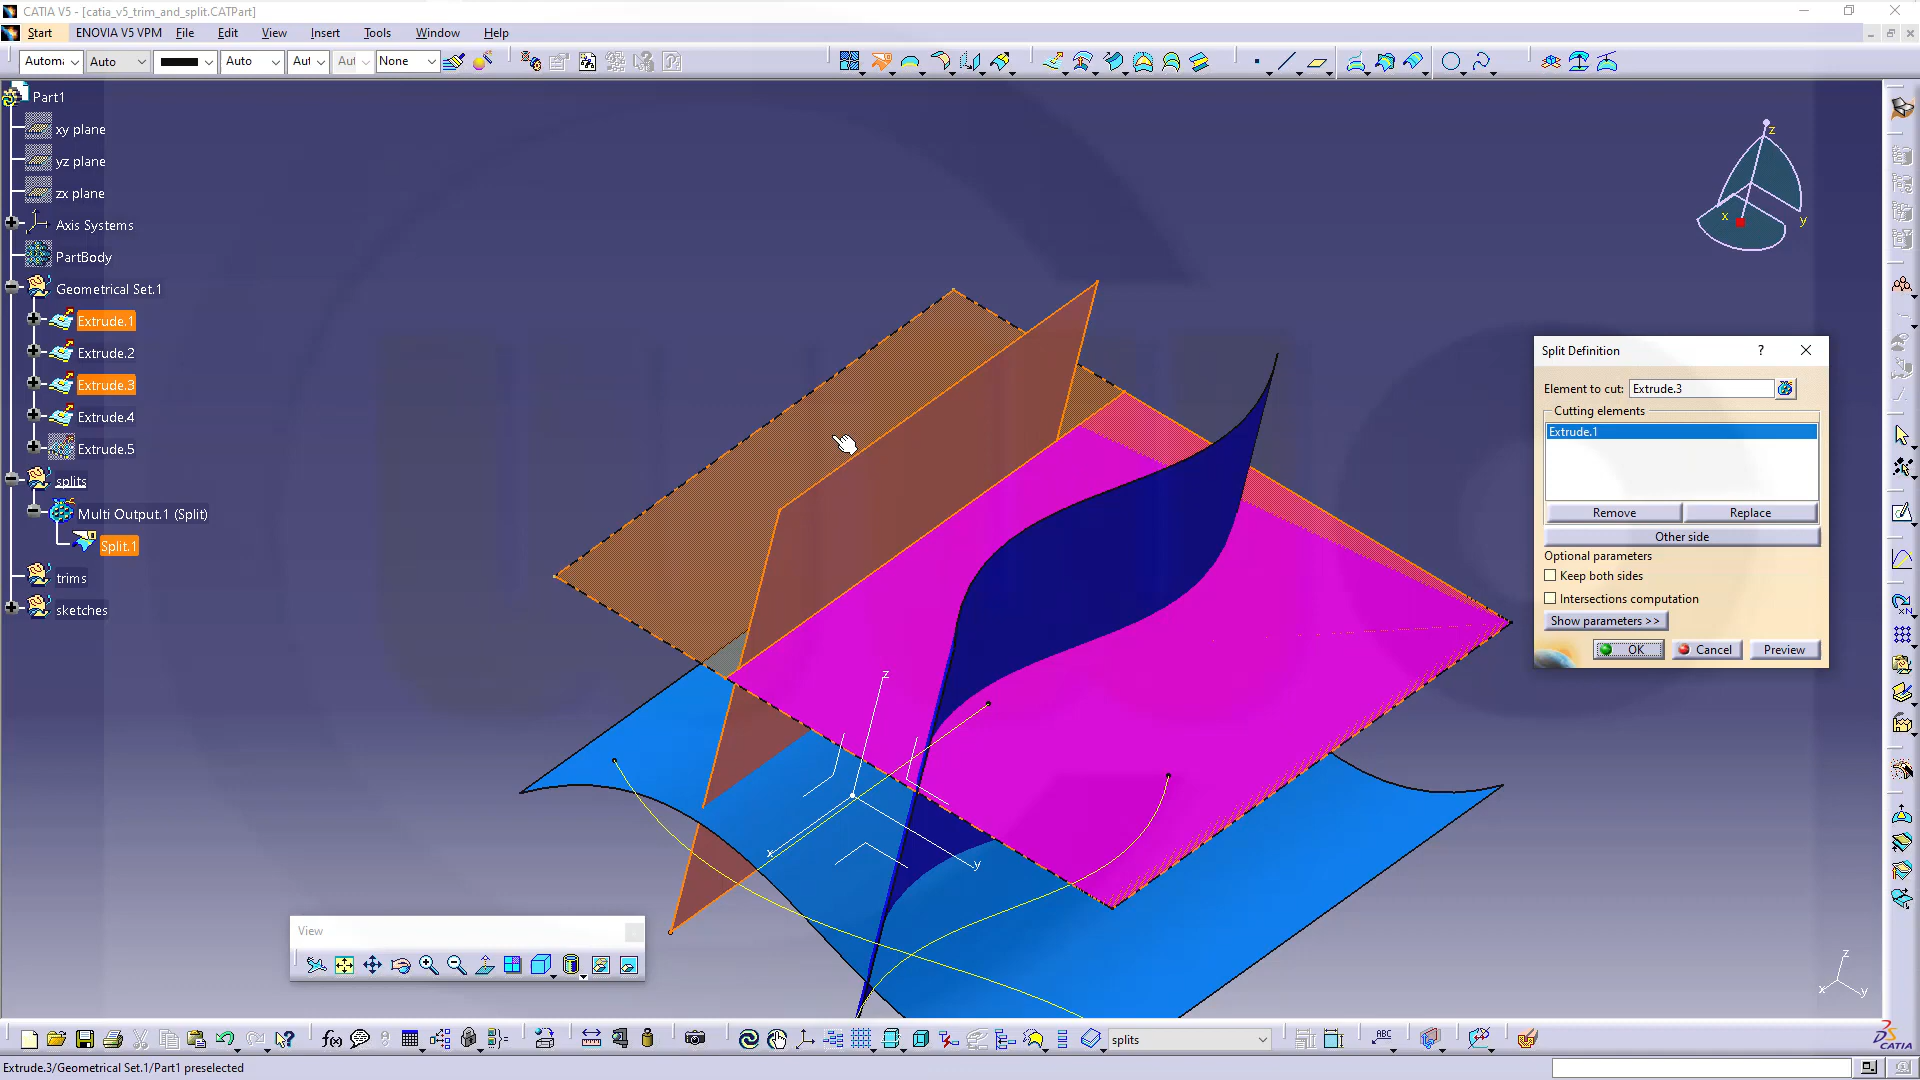 CATIA V5 - [catia_v5_trim_and_split.CATPart]
Start ENOVIA V5 VPM File Edit View Insert Tools Window Help
Automa Auto Auto Aut Aut None
Part1
xy plane
yz plane
zx plane
Axis Systems
PartBody
Geometrical Set.1
Extrude.1
Extrude.2
Extrude.3
Extrude.4
Extrude.5
splits
Multi Output.1 (Split)
Split.1
trims
sketches
z
x
y
z
x
y
Split Definition ?
Element to cut: Extrude.3
Cutting elements
Extrude.1
Remove Replace
Other side
Optional parameters
Keep both sides
Intersections computation
Show parameters >>
OK Cancel Preview
View
z
x
y
splits
CATIA
Extrude.3/Geometrical Set.1/Part1 preselected